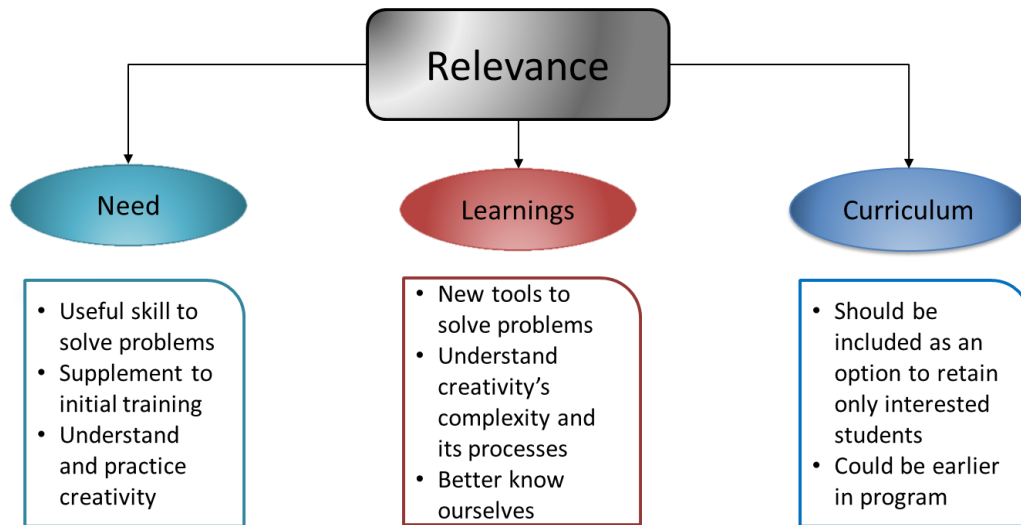 Relevance
Need
Learnings
Curriculum
• Useful skill to
solve problems
• Supplement to
initial training
• Understand
and practice
creativity
• New tools to
solve problems
• Understand
creativity’s
complexity and
its processes
• Better know
ourselves
• Should be
included as an
option to retain
only interested
students
• Could be earlier
in program